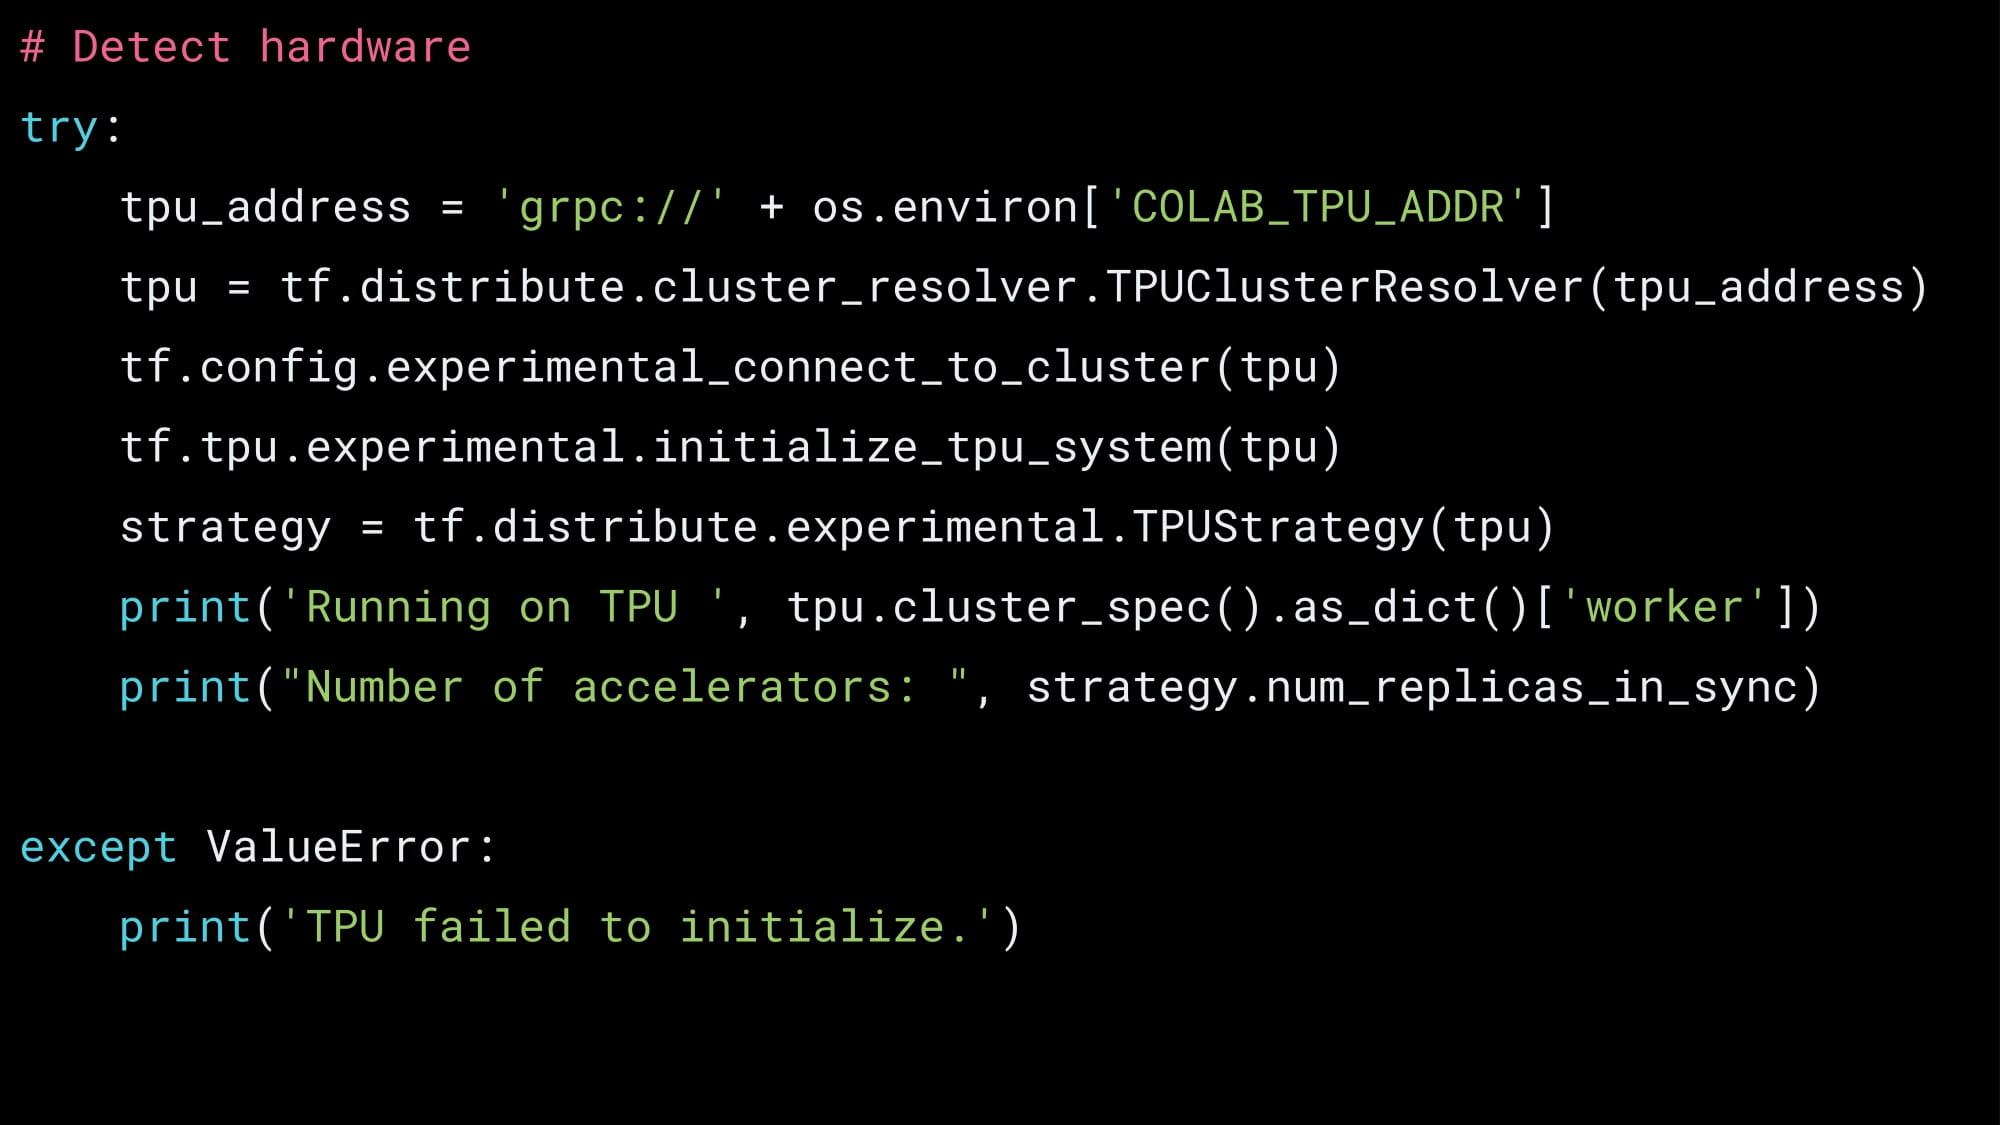 # Detect hardware
try:
    tpu_address = 'grpc://' + os.environ['COLAB_TPU_ADDR']
    tpu = tf.distribute.cluster_resolver.TPUClusterResolver(tpu_address)
    tf.config.experimental_connect_to_cluster(tpu)
    tf.tpu.experimental.initialize_tpu_system(tpu)
    strategy = tf.distribute.experimental.TPUStrategy(tpu)
    print('Running on TPU ', tpu.cluster_spec().as_dict()['worker'])
    print("Number of accelerators: ", strategy.num_replicas_in_sync)
except ValueError:
    print('TPU failed to initialize.')